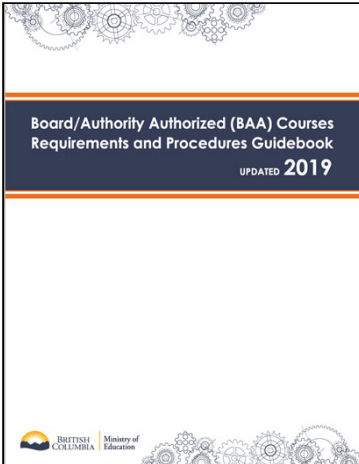 Board/Authority Authorized (BAA) Courses
Requirements and Procedures Guidebook
UPDATED 2019
BRITISH
COLUMBIA
Ministry of
Education